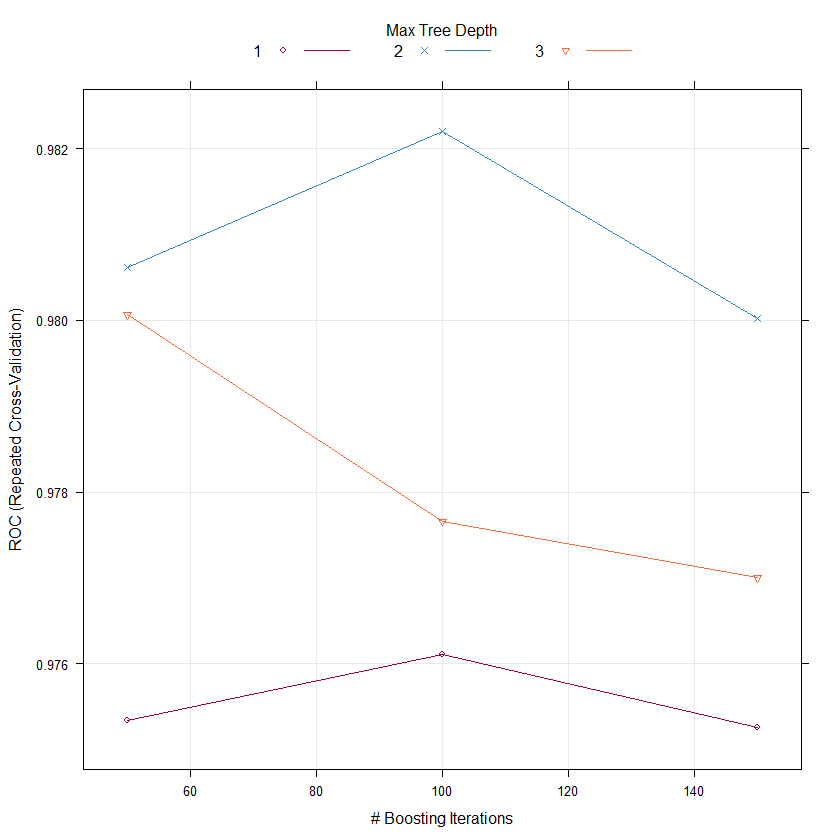 Max Tree Depth
1 2 3
0.982
0.980
0.978
0.976
ROC (Repeated Cross-Validation)
60 80 100 120 140
# Boosting Iterations